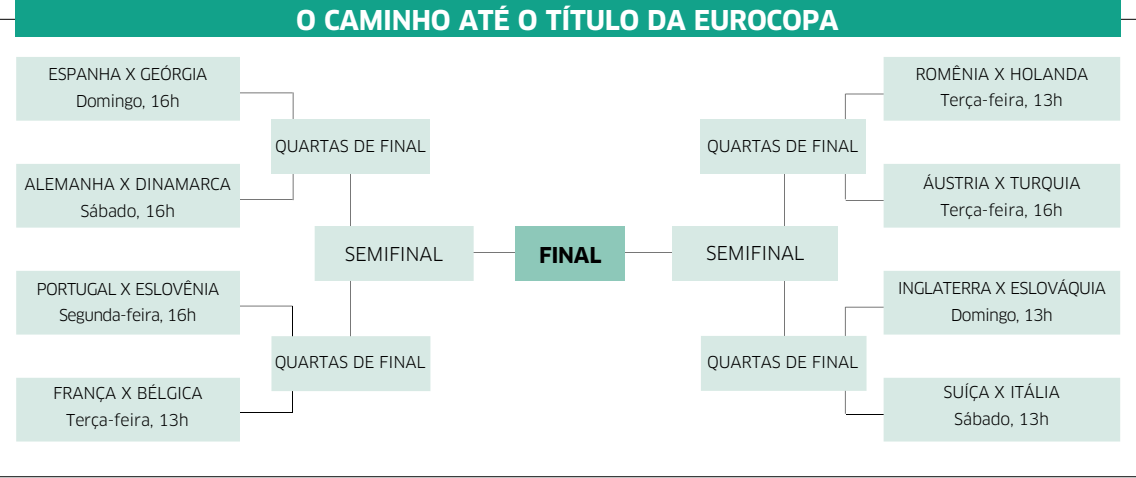 O CAMINHO ATÉ O TÍTULO DA EUROCOPA
ESPANHA X GEÓRGIA
Domingo, 16h
ALEMANHA X DINAMARCA
Sábado, 16h
PORTUGAL X ESLOVÊNIA
Segunda-feira, 16h
FRANÇA X BÉLGICA
Terça-feira, 13h
QUARTAS DE FINAL
QUARTAS DE FINAL
SEMIFINAL
FINAL
SEMIFINAL
QUARTAS DE FINAL
QUARTAS DE FINAL
ROMÊNIA X HOLANDA
Terça-feira, 13h
ÁUSTRIA X TURQUIA
Terça-feira, 16h
INGLATERRA X ESLOVÁQUIA
Domingo, 13h
SUÍÇA X ITÁLIA
Sábado, 13h